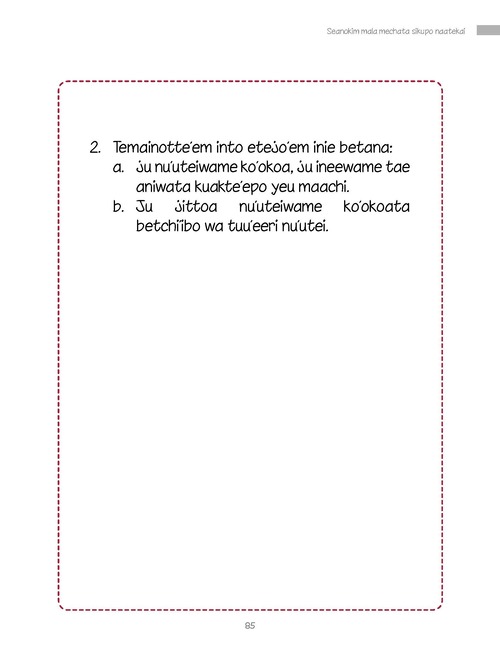 Seanokim mala mechata sikupo naatekai
2. Temainotte'em into etejo'em inie betana:
a. ju nu'uteiwame ko'okoa, ju ineewame tae
aniwata kuakte'epo yeu maachi.
b. Ju jittoa nu'uteiwame ko'okoata
betchi'ibo wa tuu'eeri nu'utei.
85